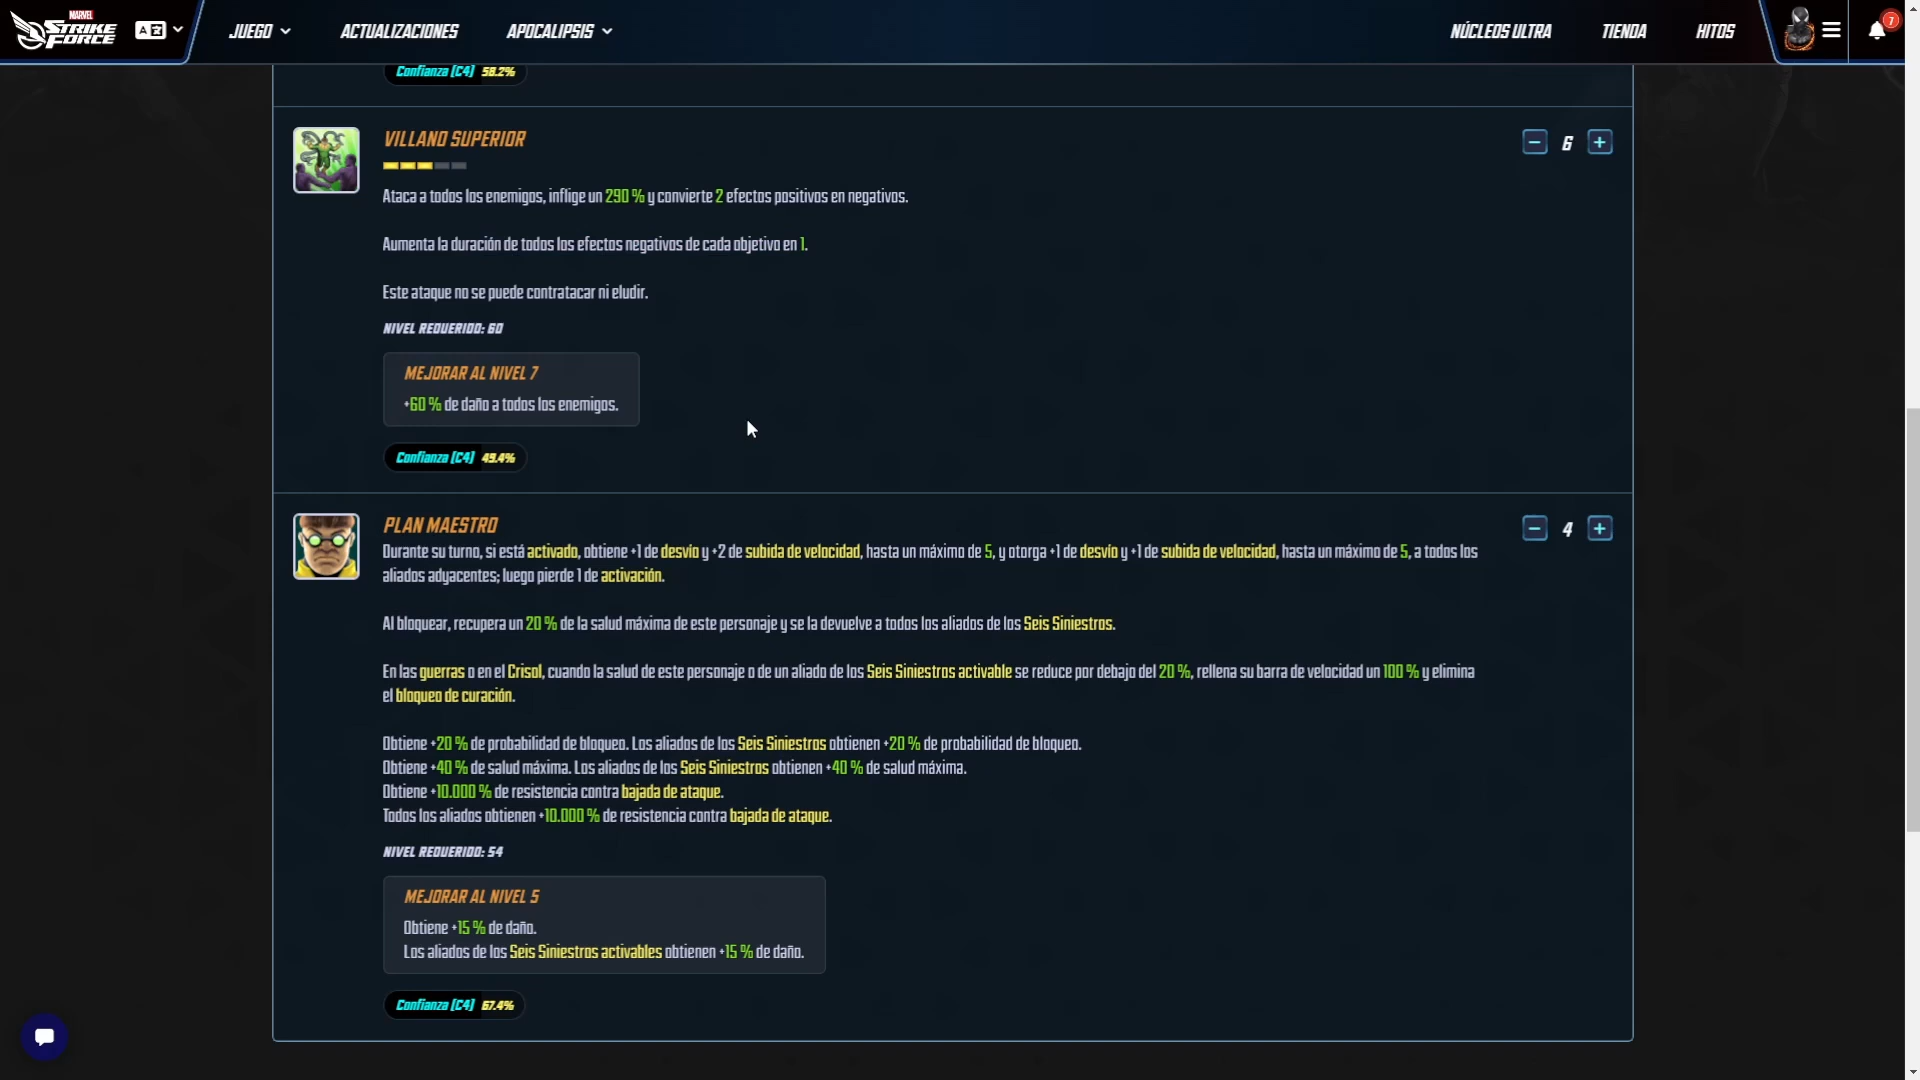 MARVEL
STRIKE
FORCE
JUEGO
ACTUALIZACIONES
APOCALIPSIS
NÚCLEOS ULTRA
TIENDA
HITOS
7
Confianza [C4] 58.2%
VILLANO SUPERIOR
6
Ataca a todos los enemigos, inflige un 290 % y convierte 2 efectos positivos en negativos.
Aumenta la duración de todos los efectos negativos de cada objetivo en 1.
Este ataque no se puede contratacar ni eludir.
NIVEL REQUERIDO: 60
MEJORAR AL NIVEL 7
+60 % de daño a todos los enemigos.
Confianza [C4] 49.4%
PLAN MAESTRO
4
Durante su turno, si está activado, obtiene +1 de desvío y +2 de subida de velocidad, hasta un máximo de 5, y otorga +1 de desvío y +1 de subida de velocidad, hasta un máximo de 5, a todos los
aliados adyacentes; luego pierde 1 de activación.
Al bloquear, recupera un 20 % de la salud máxima de este personaje y se la devuelve a todos los aliados de los Seis Siniestros.
En las guerras o en el Crisol, cuando la salud de este personaje o de un aliado de los Seis Siniestros activable se reduce por debajo del 20 %, rellena su barra de velocidad un 100 % y elimina
el bloqueo de curación.
Obtiene +20 % de probabilidad de bloqueo. Los aliados de los Seis Siniestros obtienen +20 % de probabilidad de bloqueo.
Obtiene +40 % de salud máxima. Los aliados de los Seis Siniestros obtienen +40 % de salud máxima.
Obtiene +10.000 % de resistencia contra bajada de ataque.
Todos los aliados obtienen +10.000 % de resistencia contra bajada de ataque.
NIVEL REQUERIDO: 54
MEJORAR AL NIVEL 5
Obtiene +15 % de daño.
Los aliados de los Seis Siniestros activables obtienen +15 % de daño.
Confianza [C4] 67.4%